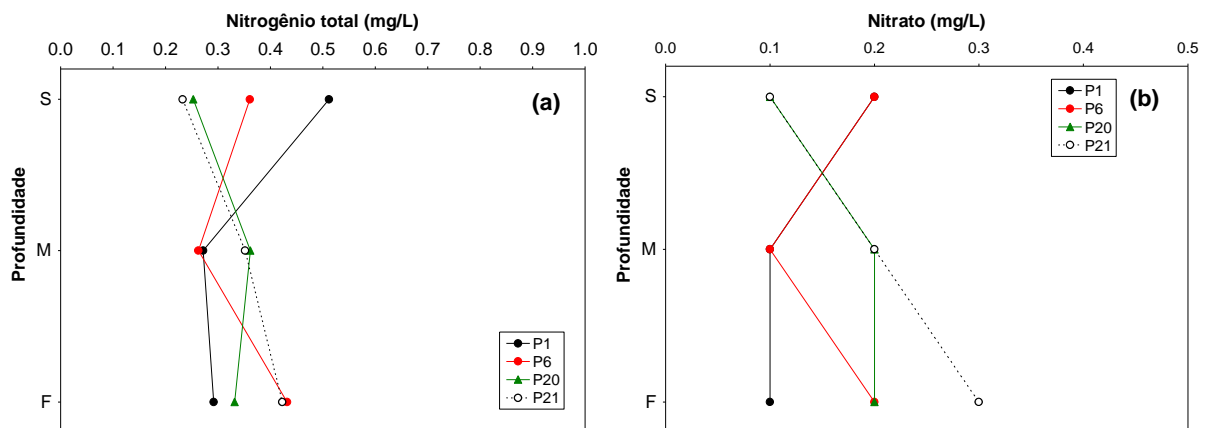 Nitrogênio total (mg/L)
0.0 0.1 0.2 0.3 0.4 0.5 0.6 0.7 0.8 0.9 1.0
S
M
F
Profundidade
(a)
P1
P6
P20
P21
Nitrato (mg/L)
0.0 0.1 0.2 0.3 0.4 0.5
S
M
F
Profundidade
(b)
P1
P6
P20
P21